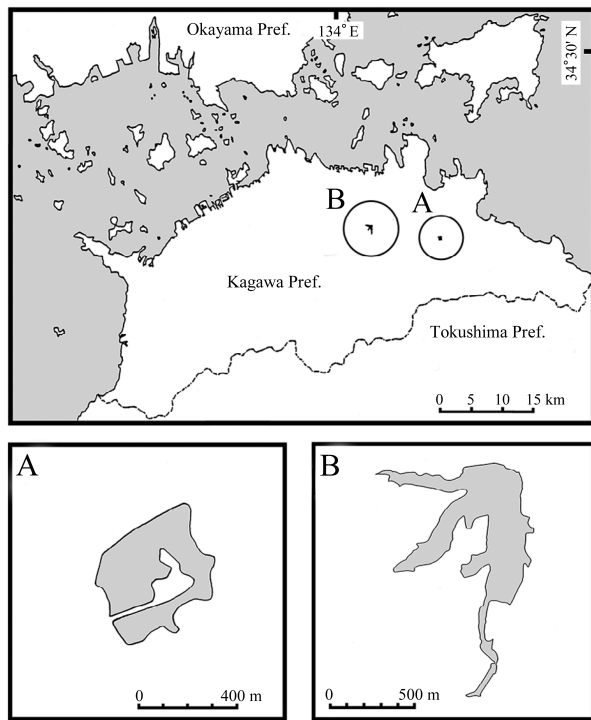 Okayama Pref.
134° E
34°30' N
B
A
Kagawa Pref.
Tokushima Pref.
0 5 10 15 km
A
0 400 m
B
0 500 m